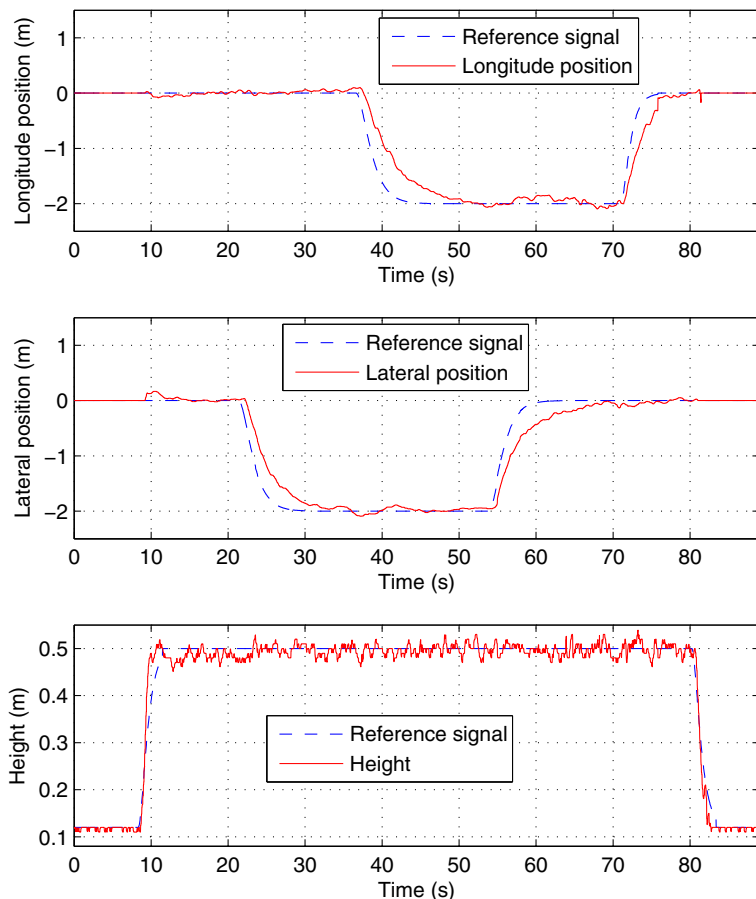 Longitude position (m)
1
0
−1
−2
Reference signal
Longitude position
0 10 20 30 40 50 60 70 80
Time (s)
Lateral position (m)
1
0
−1
−2
Reference signal
Lateral position
0 10 20 30 40 50 60 70 80
Time (s)
Height (m)
0.5
0.4
0.3
0.2
0.1
Reference signal
Height
0 10 20 30 40 50 60 70 80
Time (s)